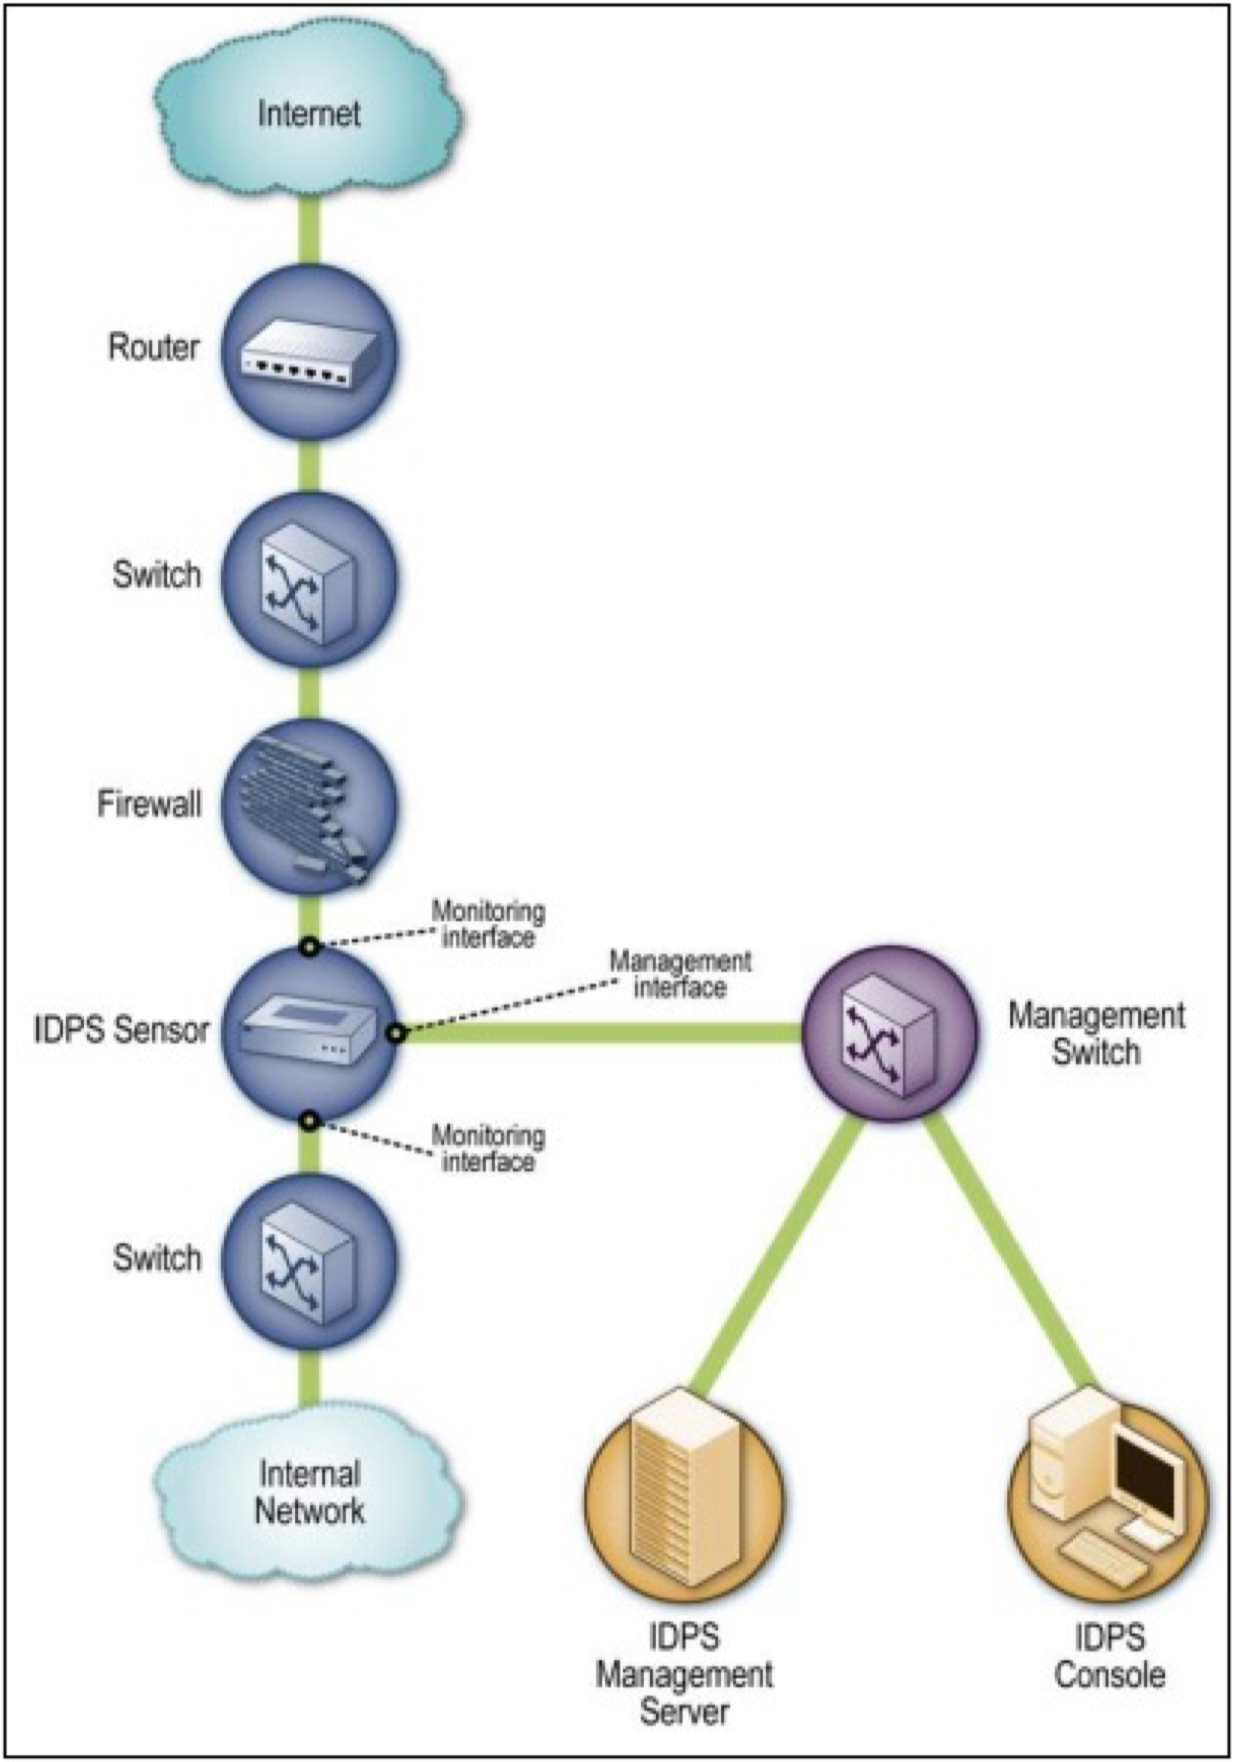 Internet
Router
Switch
Firewall
Monitoring
interface
Management
interface
IDPS Sensor
Management
Switch
Monitoring
interface
Switch
Internal
Network
IDPS
Management
Server
IDPS
Console